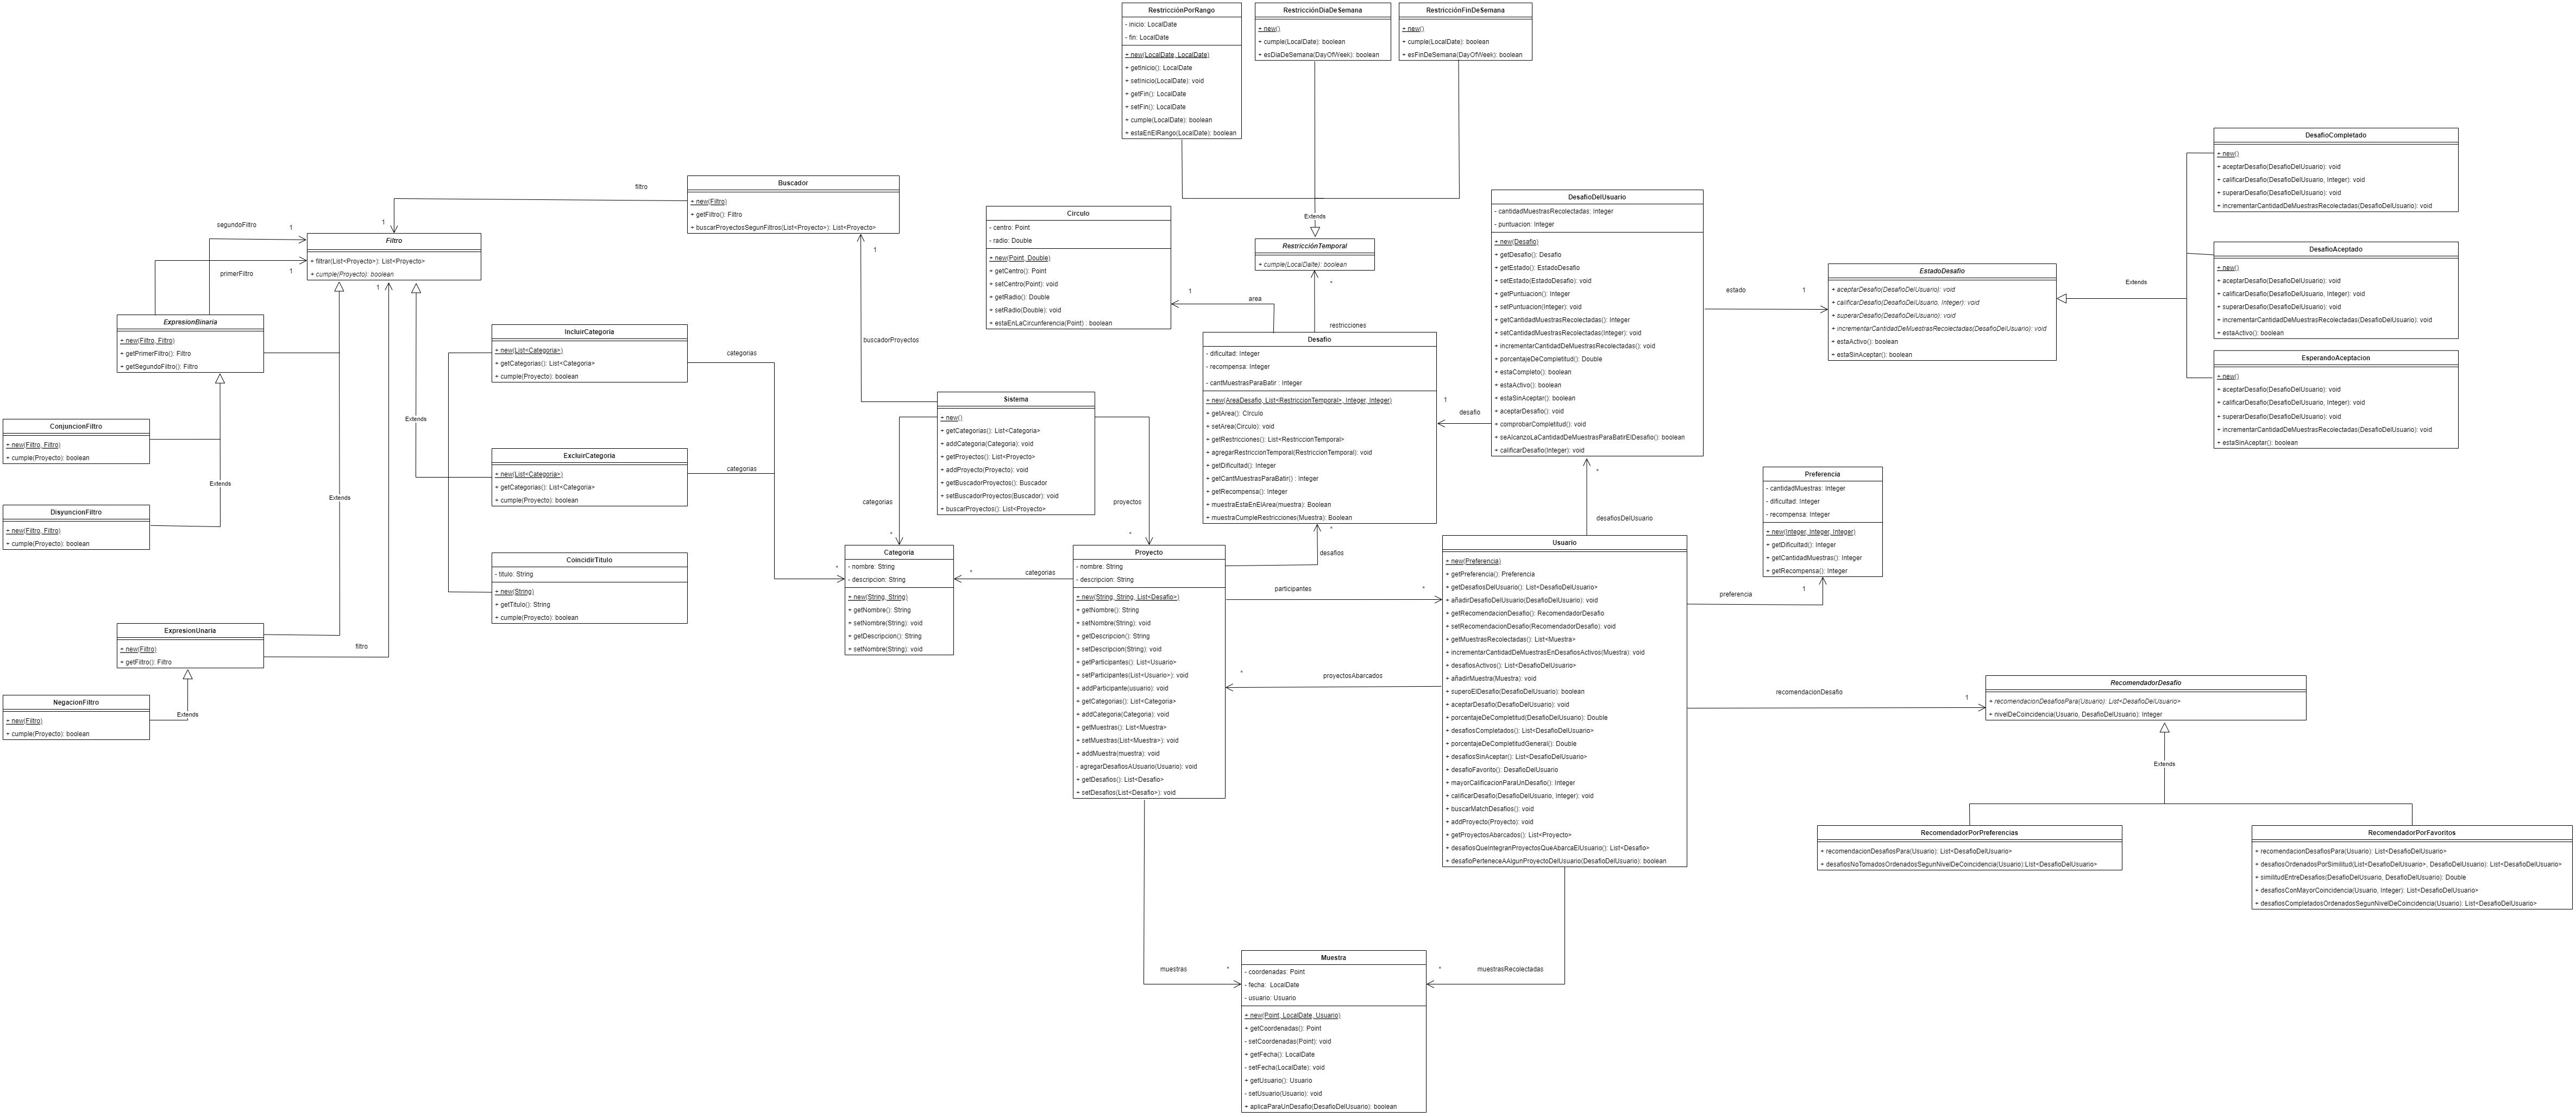 RestricciónPorRango
- inicio: LocalDate
- fin: LocalDate
+ new(LocalDate, LocalDate)
+ getInicio(): LocalDate
+ setInicio(LocalDate): void
+ getFin(): LocalDate
+ setFin(): LocalDate
+ cumple(LocalDate): boolean
+ estaEnElRango(LocalDate): boolean
RestricciónDiaDeSemana
+ new()
+ cumple(LocalDate): boolean
+ esDiaDeSemana(DayOfWeek): boolean
RestricciónFinDeSemana
+ new()
+ cumple(LocalDate): boolean
+ esFinDeSemana(DayOfWeek): boolean
Extends
RestricciónTemporal
+ cumple(LocalDalte): boolean
*
restricciones
Buscador
+ new(Filtro)
+ getFiltro(): Filtro
+ buscarProyectosSegunFiltros(List<Proyecto>): List<Proyecto>
filtro
1
1
buscadorProyectos
segundoFiltro
1
primerFiltro
1
Filtro
+ filtrar(List<Proyecto>): List<Proyecto>
+ cumple(Proyecto): boolean
1
ExpresionBinaria
+ new(Filtro, Filtro)
+ getPrimerFiltro(): Filtro
+ getSegundoFiltro(): Filtro
ConjuncionFiltro
+ new(Filtro, Filtro)
+ cumple(Proyecto): boolean
Extends
DisyuncionFiltro
+ new(Filtro, Filtro)
+ cumple(Proyecto): boolean
Extends
Extends
ExpresionUnaria
+ new(Filtro)
+ getFiltro(): Filtro
filtro
NegacionFiltro
+ new(Filtro)
+ cumple(Proyecto): boolean
Extends
IncluirCategoria
+ new(List<Categoria>)
+ getCategorias(): List<Categoria>
+ cumple(Proyecto): boolean
categorias
ExcluirCategoria
+ new(List<Categoria>)
+ getCategorias(): List<Categoria>
+ cumple(Proyecto): boolean
categorias
*
CoincidirTitulo
- titulo: String
+ new(String)
+ getTitulo(): String
+ cumple(Proyecto): boolean
Circulo
- centro: Point
- radio: Double
+ new(Point, Double)
+ getCentro(): Point
+ setCentro(Point): void
+ getRadio(): Double
+ setRadio(Double): void
+ estaEnLaCircunferencia(Point) : boolean
1
area
Sistema
+ new()
+ getCategorias(): List<Categoria>
+ addCategoria(Categoria): void
+ getProyectos(): List<Proyecto>
+ addProyecto(Proyecto): void
+ getBuscadorProyectos(): Buscador
+ setBuscadorProyectos(Buscador): void
+ buscarProyectos(): List<Proyecto>
categorias
*
proyectos
*
Categoria
- nombre: String
- descripcion: String
+ new(String, String)
+ getNombre(): String
+ setNombre(String): void
+ getDescripcion(): String
+ setNombre(String): void
*
categorias
Desafio
- dificultad: Integer
- recompensa: Integer
- cantMuestrasParaBatir : Integer
+ new(AreaDesafio, List<RestriccionTemporal>, Integer, Integer)
+ getArea(): CIrculo
+ setArea(Circulo): void
+ getRestricciones(): List<RestriccionTemporal>
+ agregarRestriccionTemporal(RestriccionTemporal): void
+ getDificultad(): Integer
+ getCantMuestrasParaBatir() : Integer
+ getRecompensa(): Integer
+ muestraEstaEnElArea(muestra): Boolean
+ muestraCumpleRestricciones(Muestra): Boolean
1
desafio
*
desafios
Proyecto
- nombre: String
- descripcion: String
+ new(String, String, List<Desafio>)
+ getNombre(): String
+ setNombre(String): void
+ getDescripcion(): String
+ setDescripcion(String): void
+ getParticipantes(): List<Usuario>
+ setParticipantes(List<Usuario>): void
+ addParticipante(usuario): void
+ getCategorias(): List<Categoria>
+ addCategoria(Categoria): void
+ getMuestras(): List<Muestra>
+ setMuestras(List<Muestra>): void
+ addMuestra(muestra): void
- agregarDesafiosAUsuario(Usuario): void
+ getDesafios(): List<Desafio>
+ setDesafios(List<Desafio>): void
participantes
*
*
proyectosAbarcados
DesafioDelUsuario
- cantidadMuestrasRecolectadas: Integer
- puntuacion: Integer
+ new(Desafio)
+ getDesafio(): Desafio
+ getEstado(): EstadoDesafio
+ setEstado(EstadoDesafio): void
+ getPuntuacion(): Integer
+ setPuntuacion(Integer): void
+ getCantidadMuestrasRecolectadas(): Integer
+ setCantidadMuestrasRecolectadas(Integer): void
+ incrementarCantidadDeMuestrasRecolectadas(): void
+ porcentajeDeCompletitud(): Double
+ estaCompleto(): boolean
+ estaActivo(): boolean
+ estaSinAceptar(): boolean
+ aceptarDesafio(): void
+ comprobarCompletitud(): void
+ seAlcanzoLaCantidadDeMuestrasParaBatirElDesafio(): boolean
+ calificarDesafio(Integer): void
estado
1
*
desafiosDelUsuario
EstadoDesafio
+ aceptarDesafio(DesafioDelUsuario): void
+ calificarDesafio(DesafioDelUsuario, Integer): void
+ superarDesafio(DesafioDelUsuario): void
+ incrementarCantidadDeMuestrasRecolectadas(DesafioDelUsuario): void
+ estaActivo(): boolean
+ estaSinAceptar(): boolean
Extends
DesafioCompletado
+ new()
+ aceptarDesafio(DesafioDelUsuario): void
+ calificarDesafio(DesafioDelUsuario, Integer): void
+ superarDesafio(DesafioDelUsuario): void
+ incrementarCantidadDeMuestrasRecolectadas(DesafioDelUsuario): void
DesafioAceptado
+ new()
+ aceptarDesafio(DesafioDelUsuario): void
+ calificarDesafio(DesafioDelUsuario, Integer): void
+ superarDesafio(DesafioDelUsuario): void
+ incrementarCantidadDeMuestrasRecolectadas(DesafioDelUsuario): void
+ estaActivo(): boolean
EsperandoAceptacion
+ new()
+ aceptarDesafio(DesafioDelUsuario): void
+ calificarDesafio(DesafioDelUsuario, Integer): void
+ superarDesafio(DesafioDelUsuario): void
+ incrementarCantidadDeMuestrasRecolectadas(DesafioDelUsuario): void
+ estaSinAceptar(): boolean
Preferencia
- cantidadMuestras: Integer
- dificultad: Integer
- recompensa: Integer
+ new(Integer, Integer, Integer)
+ getDificultad(): Integer
+ getCantidadMuestras(): Integer
+ getRecompensa(): Integer
preferencia
1
Usuario
+ new(Preferencia)
+ getPreferencia(): Preferencia
+ getDesafiosDelUsuario(): List<DesafioDelUsuario>
+ añadirDesafioDelUsuario(DesafioDelUsuario): void
+ getRecomendacionDesafio(): RecomendadorDesafio
+ setRecomendacionDesafio(RecomendadorDesafio): void
+ getMuestrasRecolectadas(): List<Muestra>
+ incrementarCantidadDeMuestrasEnDesafiosActivos(Muestra): void
+ desafiosActivos(): List<DesafioDelUsuario>
+ añadirMuestra(Muestra): void
+ superoElDesafio(DesafioDelUsuario): boolean
+ aceptarDesafio(DesafioDelUsuario): void
+ porcentajeDeCompletitud(DesafioDelUsuario): Double
+ desafiosCompletados(): List<DesafioDelUsuario>
+ porcentajeDeCompletitudGeneral(): Double
+ desafiosSinAceptar(): List<DesafioDelUsuario>
+ desafioFavorito(): DesafioDelUsuario
+ mayorCalificacionParaUnDesafio(): Integer
+ calificarDesafio(DesafioDelUsuario, Integer): void
+ buscarMatchDesafios(): void
+ addProyecto(Proyecto): void
+ getProyectosAbarcados(): List<Proyecto>
+ desafiosQueIntegranProyectosQueAbarcaElUsuario(): List<Desafio>
+ desafioPerteneceAAlgunProyectoDelUsuario(DesafioDelUsuario): boolean
recomendacionDesafio
1
RecomendadorDesafio
+ recomendacionDesafiosPara(Usuario): List<DesafioDelUsuario>
+ nivelDeCoincidencia(Usuario, DesafioDelUsuario): Integer
Extends
RecomendadorPorPreferencias
+ recomendacionDesafiosPara(Usuario): List<DesafioDelUsuario>
+ desafiosNoTomadosOrdenadosSegunNivelDeCoincidencia(Usuario):LIst<DesafioDelUsuario>
RecomendadorPorFavoritos
+ recomendacionDesafiosPara(Usuario): List<DesafioDelUsuario>
+ desafiosOrdenadosPorSimilitud(List<DesafioDelUsuario>, DesafioDelUsuario): List<DesafioDelUsuario>
+ similitudEntreDesafios(DesafioDelUsuario, DesafioDelUsuario): Double
+ desafiosConMayorCoincidencia(Usuario, Integer): List<DesafioDelUsuario>
+ desafiosCompletadosOrdenadosSegunNivelDeCoincidencia(Usuario): List<DesafioDelUsuario>
muestras
*
*
muestrasRecolectadas
Muestra
- coordenadas: Point
- fecha: LocalDate
- usuario: Usuario
+ new(Point, LocalDate, Usuario)
+ getCoordenadas(): Point
- setCoordenadas(Point): void
+ getFecha(): LocalDate
- setFecha(LocalDate): void
+ getUsuario(): Usuario
- setUsuario(Usuario): void
+ aplicaParaUnDesafio(DesafioDelUsuario): boolean